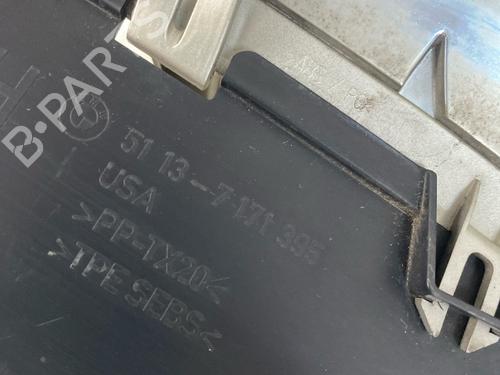 B-PARTS
51 13-7 171 395
USA
>PP-TX20<
>TPE SEBS<